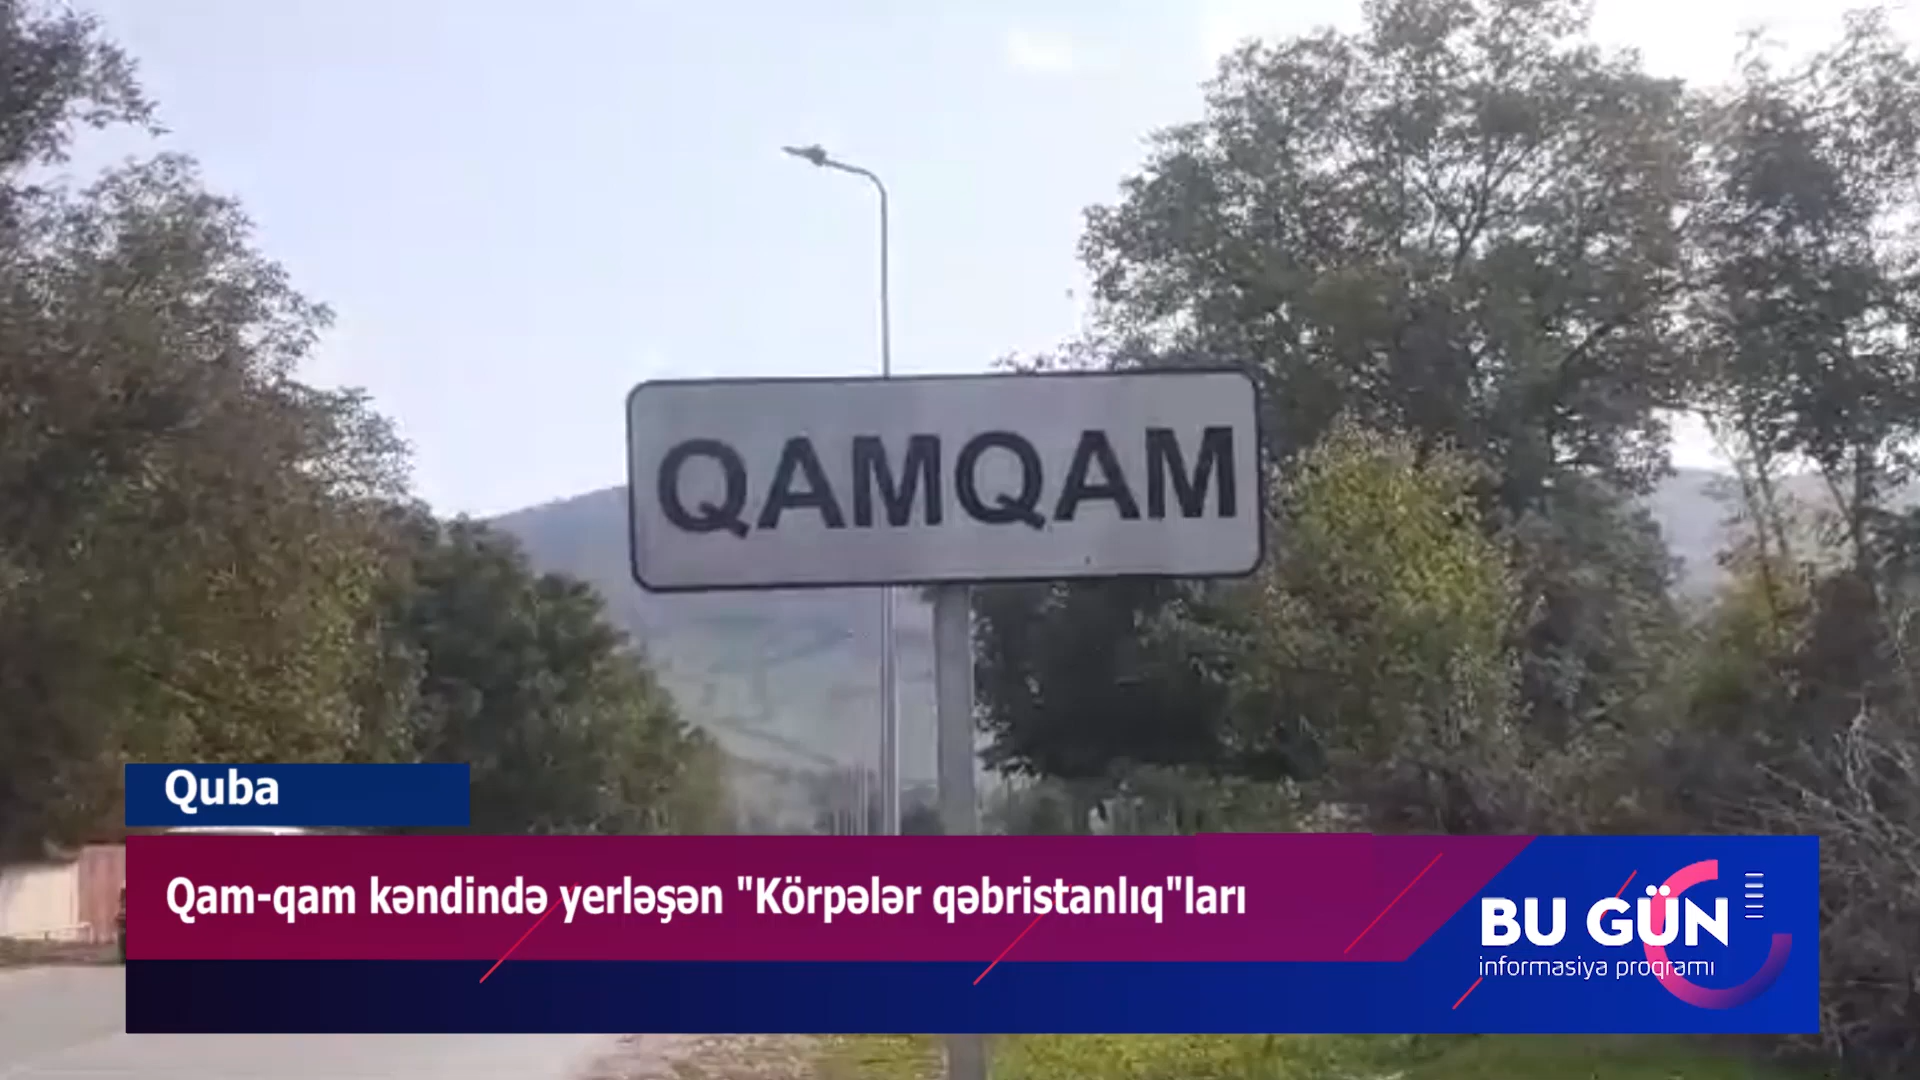 QAMQAM
Quba
Qam-qam kəndində yerləşən "Körpələr qəbristanlıq"ları
BU GÜN
informasiya proqramı